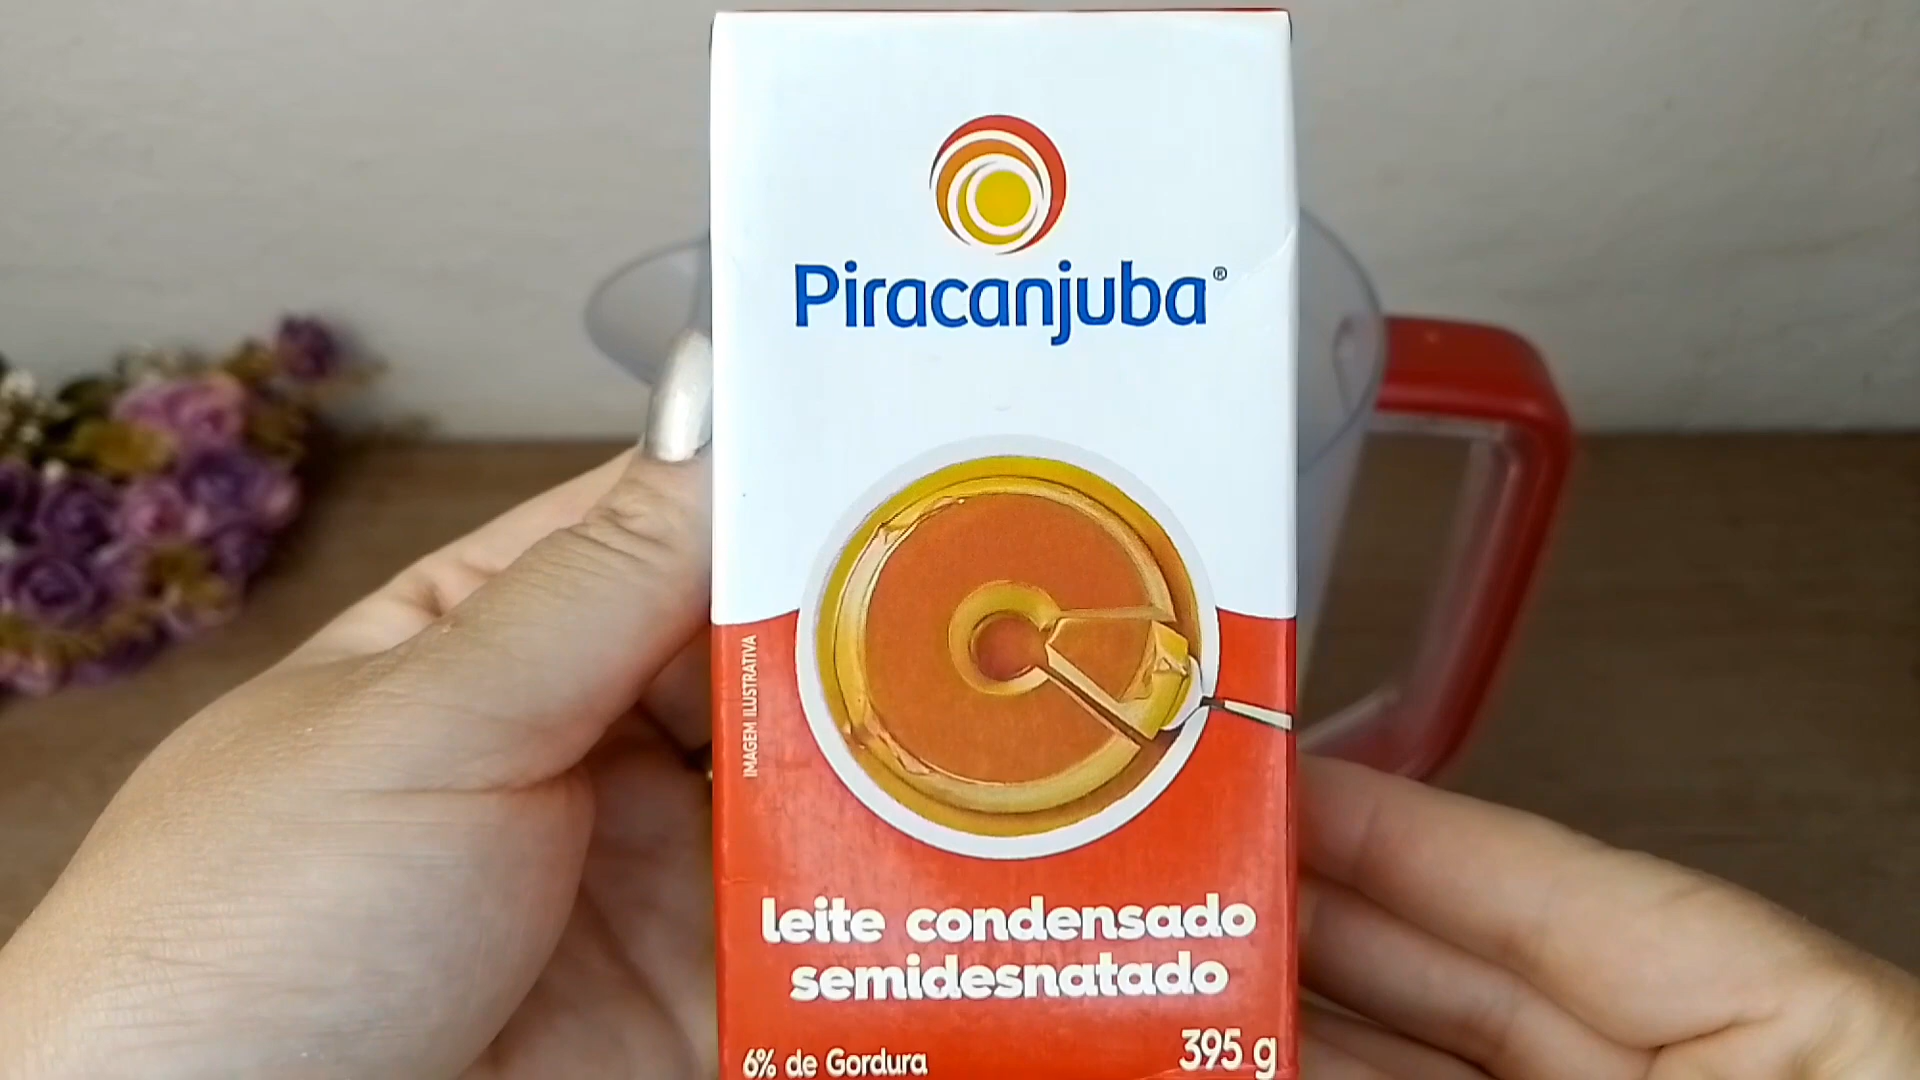 Piracanjuba®
IMAGEM ILUSTRATIVA
leite condensado
semidesnatado
6% de Gordura
395 g